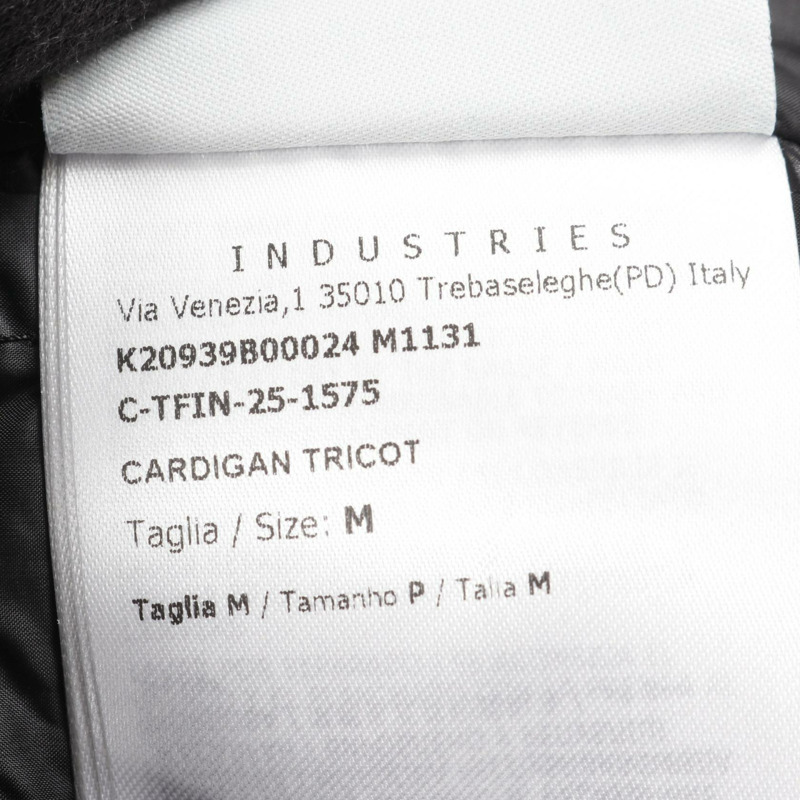 INDUSTRIES
Via Venezia,1 35010 Trebaseleghe(PD) Italy
K20939B00024 M1131
C-TFIN-25-1575
CARDIGAN TRICOT
Taglia / Size: M
Taglia M / Tamanho P / Talla M